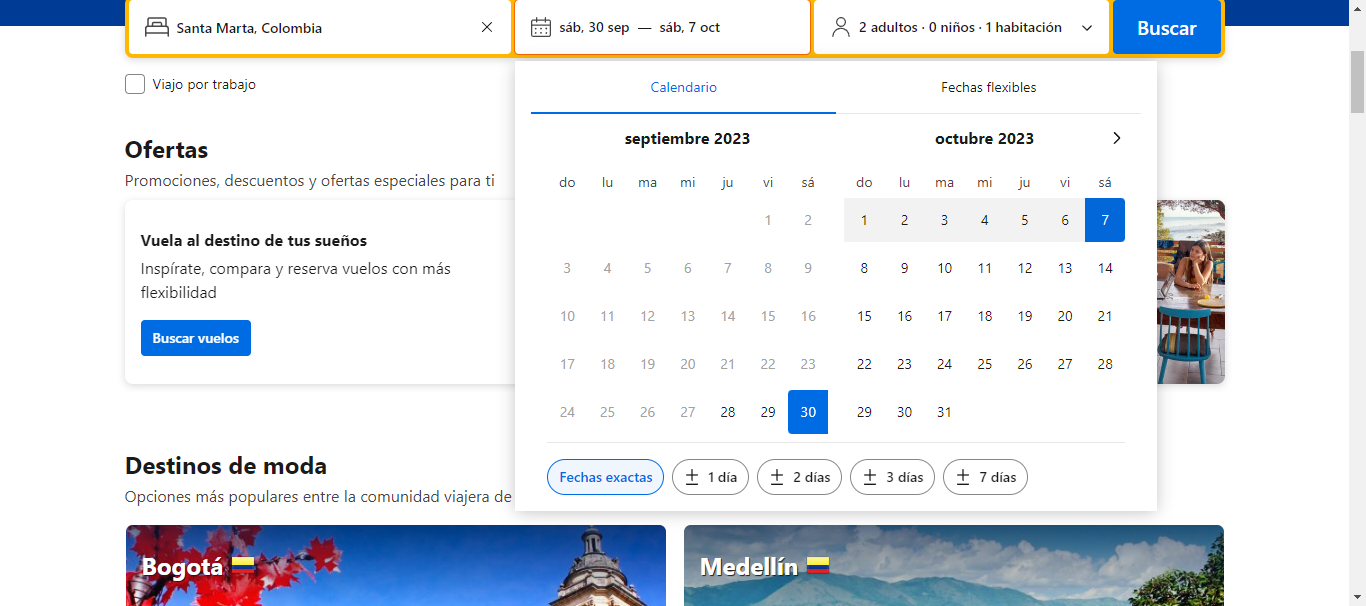 Santa Marta, Colombia
sáb, 30 sep — sáb, 7 oct
2 adultos · 0 niños · 1 habitación
Buscar
Viajo por trabajo
Calendario
Fechas flexibles
septiembre 2023
do lu ma mi ju vi sá
1 2
3 4 5 6 7 8 9
10 11 12 13 14 15 16
17 18 19 20 21 22 23
24 25 26 27 28 29 30
octubre 2023
do lu ma mi ju vi sá
1 2 3 4 5 6 7
8 9 10 11 12 13 14
15 16 17 18 19 20 21
22 23 24 25 26 27 28
29 30 31
Fechas exactas
± 1 día
± 2 días
± 3 días
± 7 días
Ofertas
Promociones, descuentos y ofertas especiales para ti
Vuela al destino de tus sueños
Inspírate, compara y reserva vuelos con más
flexibilidad
Buscar vuelos
Destinos de moda
Opciones más populares entre la comunidad viajera de
Bogotá
Medellín